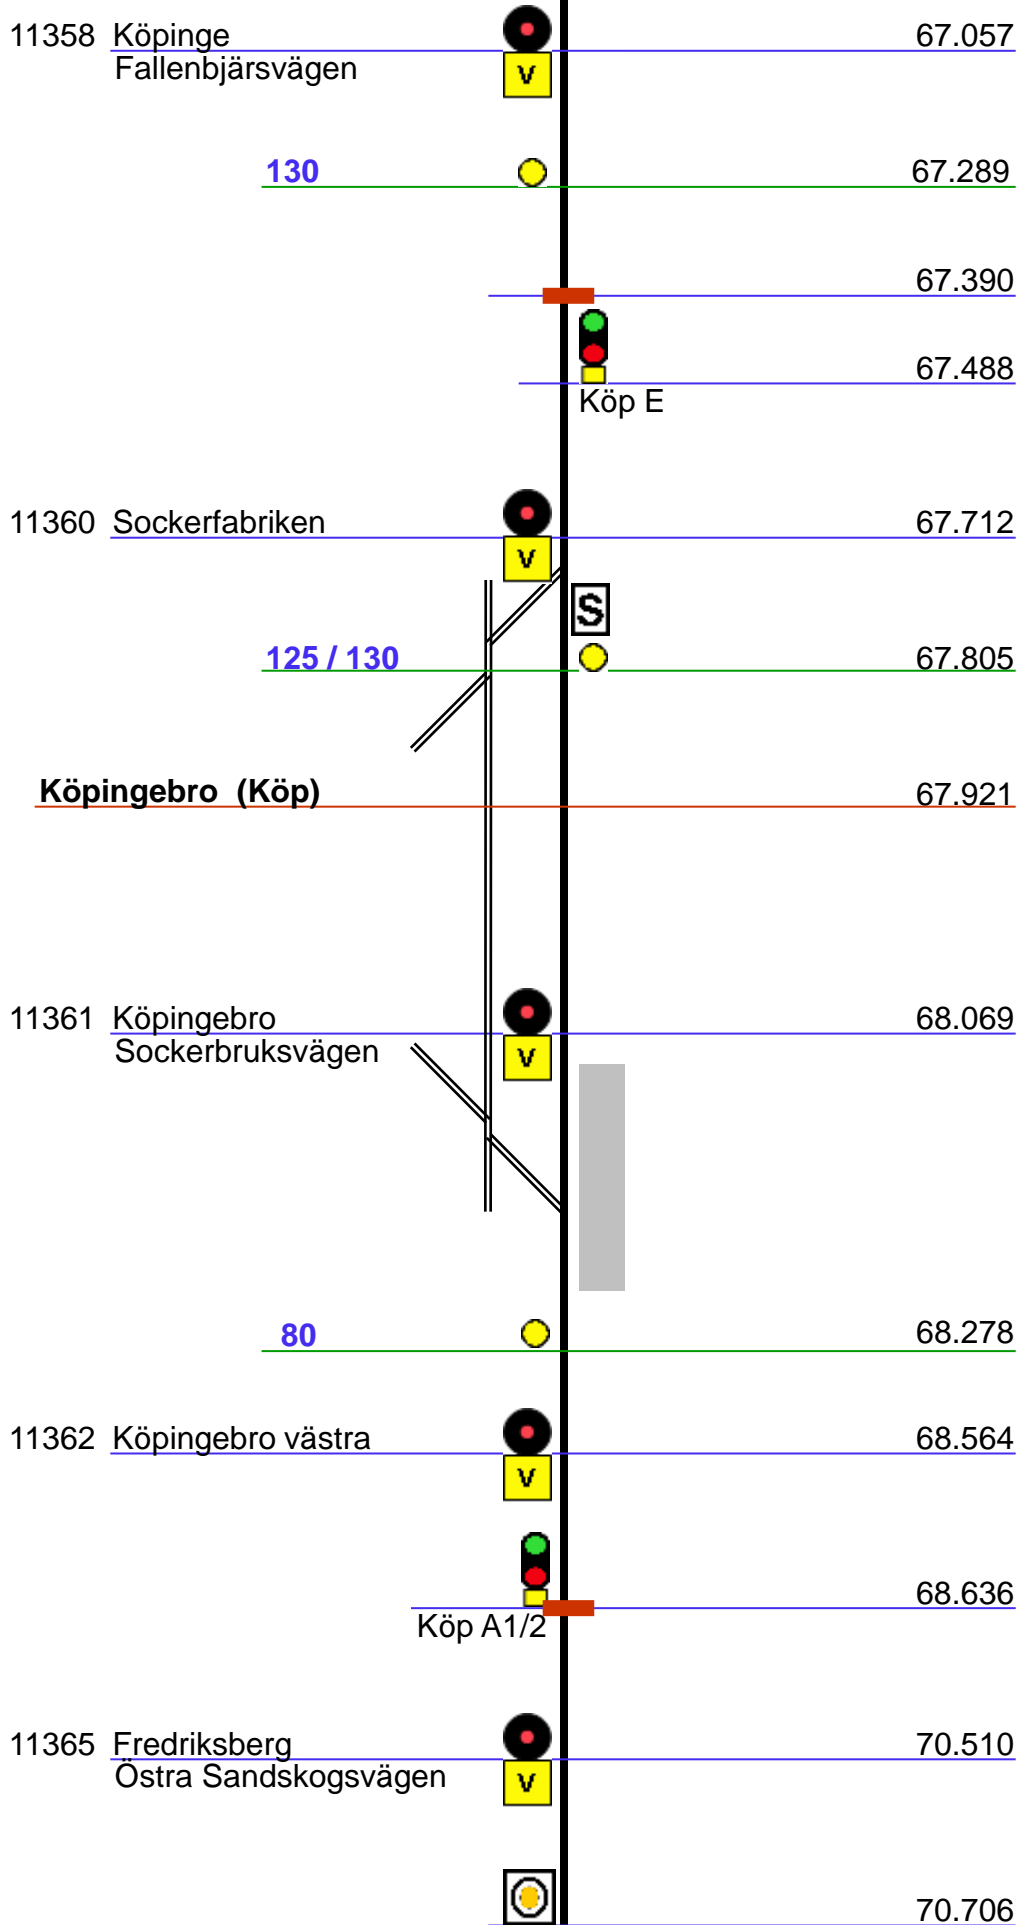 11358 Köpinge 67.057
Fallenbjärsvägen
V
130 67.289
67.390
67.488
Köp E
11360 Sockerfabriken 67.712
V
S
125 / 130 67.805
Köpingebro (Köp) 67.921
11361 Köpingebro 68.069
Sockerbruksvägen
V
80 68.278
11362 Köpingebro västra 68.564
V
68.636
Köp A1/2
11365 Fredriksberg 70.510
Östra Sandskogsvägen
V
70.706